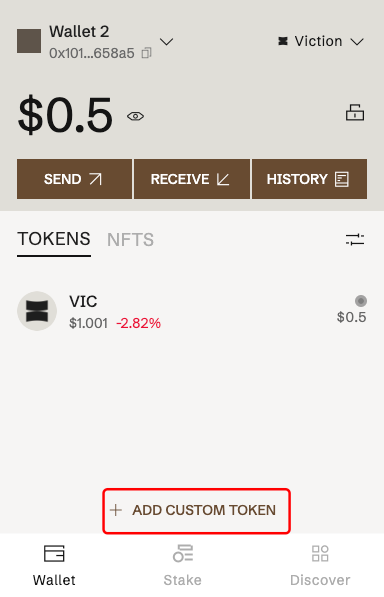 Wallet 2
0x101...658a5
Viction
$0.5
SEND
RECEIVE
HISTORY
TOKENS
NFTS
VIC
$1.001 -2.82%
$0.5
ADD CUSTOM TOKEN
Wallet
Stake
Discover